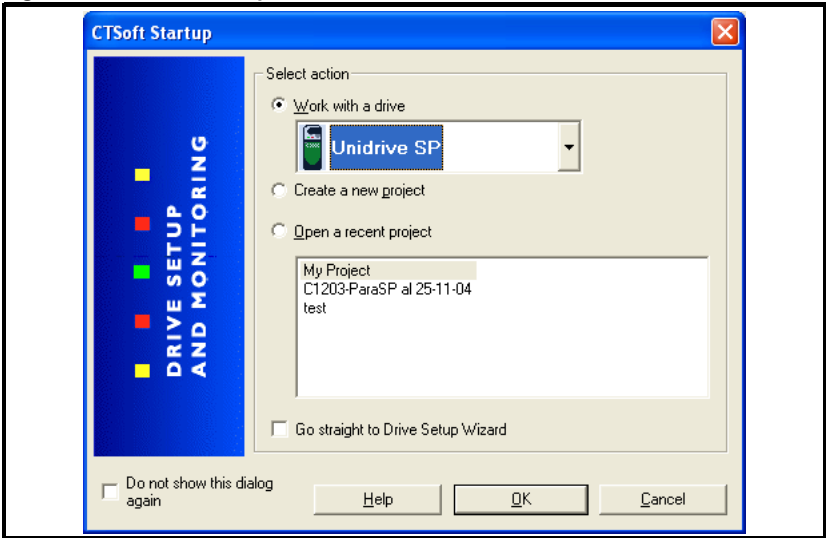 CTSoft Startup
DRIVE SETUP
AND MONITORING
Select action
Work with a drive
Unidrive SP
Create a new project
Open a recent project
My Project
C1203-ParaSP al 25-11-04
test
Go straight to Drive Setup Wizard
Do not show this dialog
again
Help
OK
Cancel